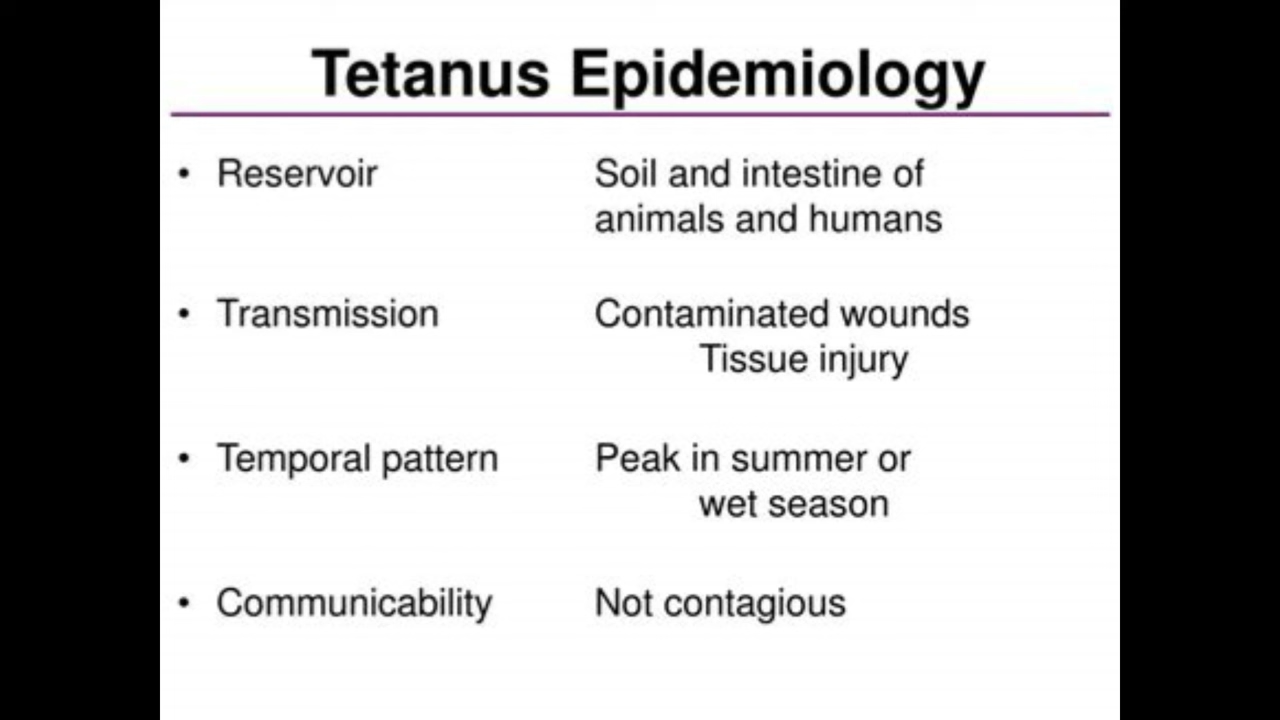 Tetanus Epidemiology
• Reservoir Soil and intestine of
animals and humans
• Transmission Contaminated wounds
Tissue injury
• Temporal pattern Peak in summer or
wet season
• Communicability Not contagious